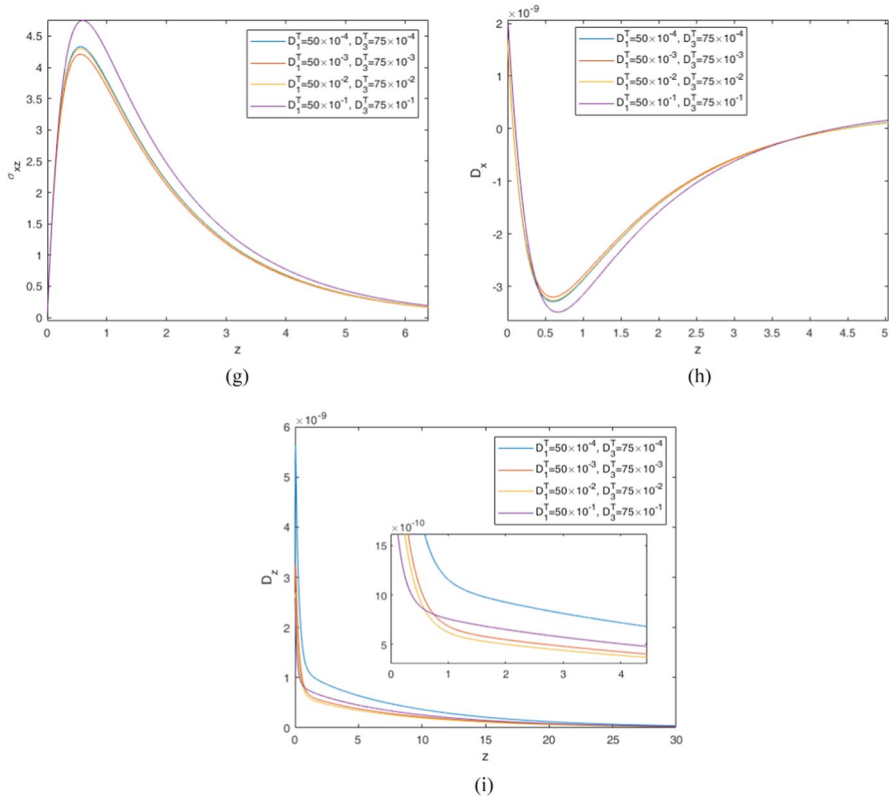 4.5
4
3.5
3
2.5
2
1.5
1
0.5
0
σxz
0 1 2 3 4 5 6
z
D₁ᵀ=50×10⁻⁴, D₃ᵀ=75×10⁻⁴
D₁ᵀ=50×10⁻³, D₃ᵀ=75×10⁻³
D₁ᵀ=50×10⁻², D₃ᵀ=75×10⁻²
D₁ᵀ=50×10⁻¹, D₃ᵀ=75×10⁻¹
(g)
×10⁻⁹
2
1
0
-1
-2
-3
Dₓ
0 0.5 1 1.5 2 2.5 3 3.5 4 4.5 5
z
D₁ᵀ=50×10⁻⁴, D₃ᵀ=75×10⁻⁴
D₁ᵀ=50×10⁻³, D₃ᵀ=75×10⁻³
D₁ᵀ=50×10⁻², D₃ᵀ=75×10⁻²
D₁ᵀ=50×10⁻¹, D₃ᵀ=75×10⁻¹
(h)
×10⁻⁹
6
5
4
3
2
1
0
Dz
0 5 10 15 20 25 30
z
D₁ᵀ=50×10⁻⁴, D₃ᵀ=75×10⁻⁴
D₁ᵀ=50×10⁻³, D₃ᵀ=75×10⁻³
D₁ᵀ=50×10⁻², D₃ᵀ=75×10⁻²
D₁ᵀ=50×10⁻¹, D₃ᵀ=75×10⁻¹
×10⁻¹⁰
15
10
5
0 1 2 3 4
(i)